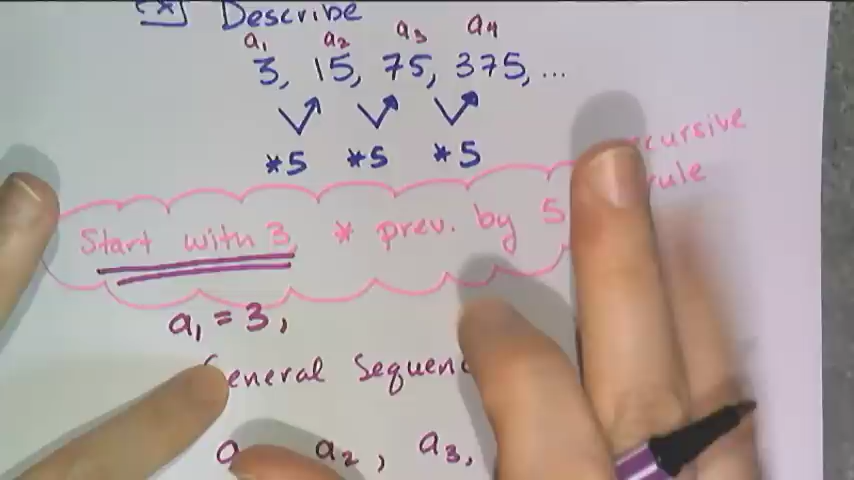 [*] Describe
a₁ a₂ a₃ a₄
3, 15, 75, 375, ...
*5 *5 *5
Start with 3, * prev. by 5
rule
a₁ = 3,
General
a₂, a₃,